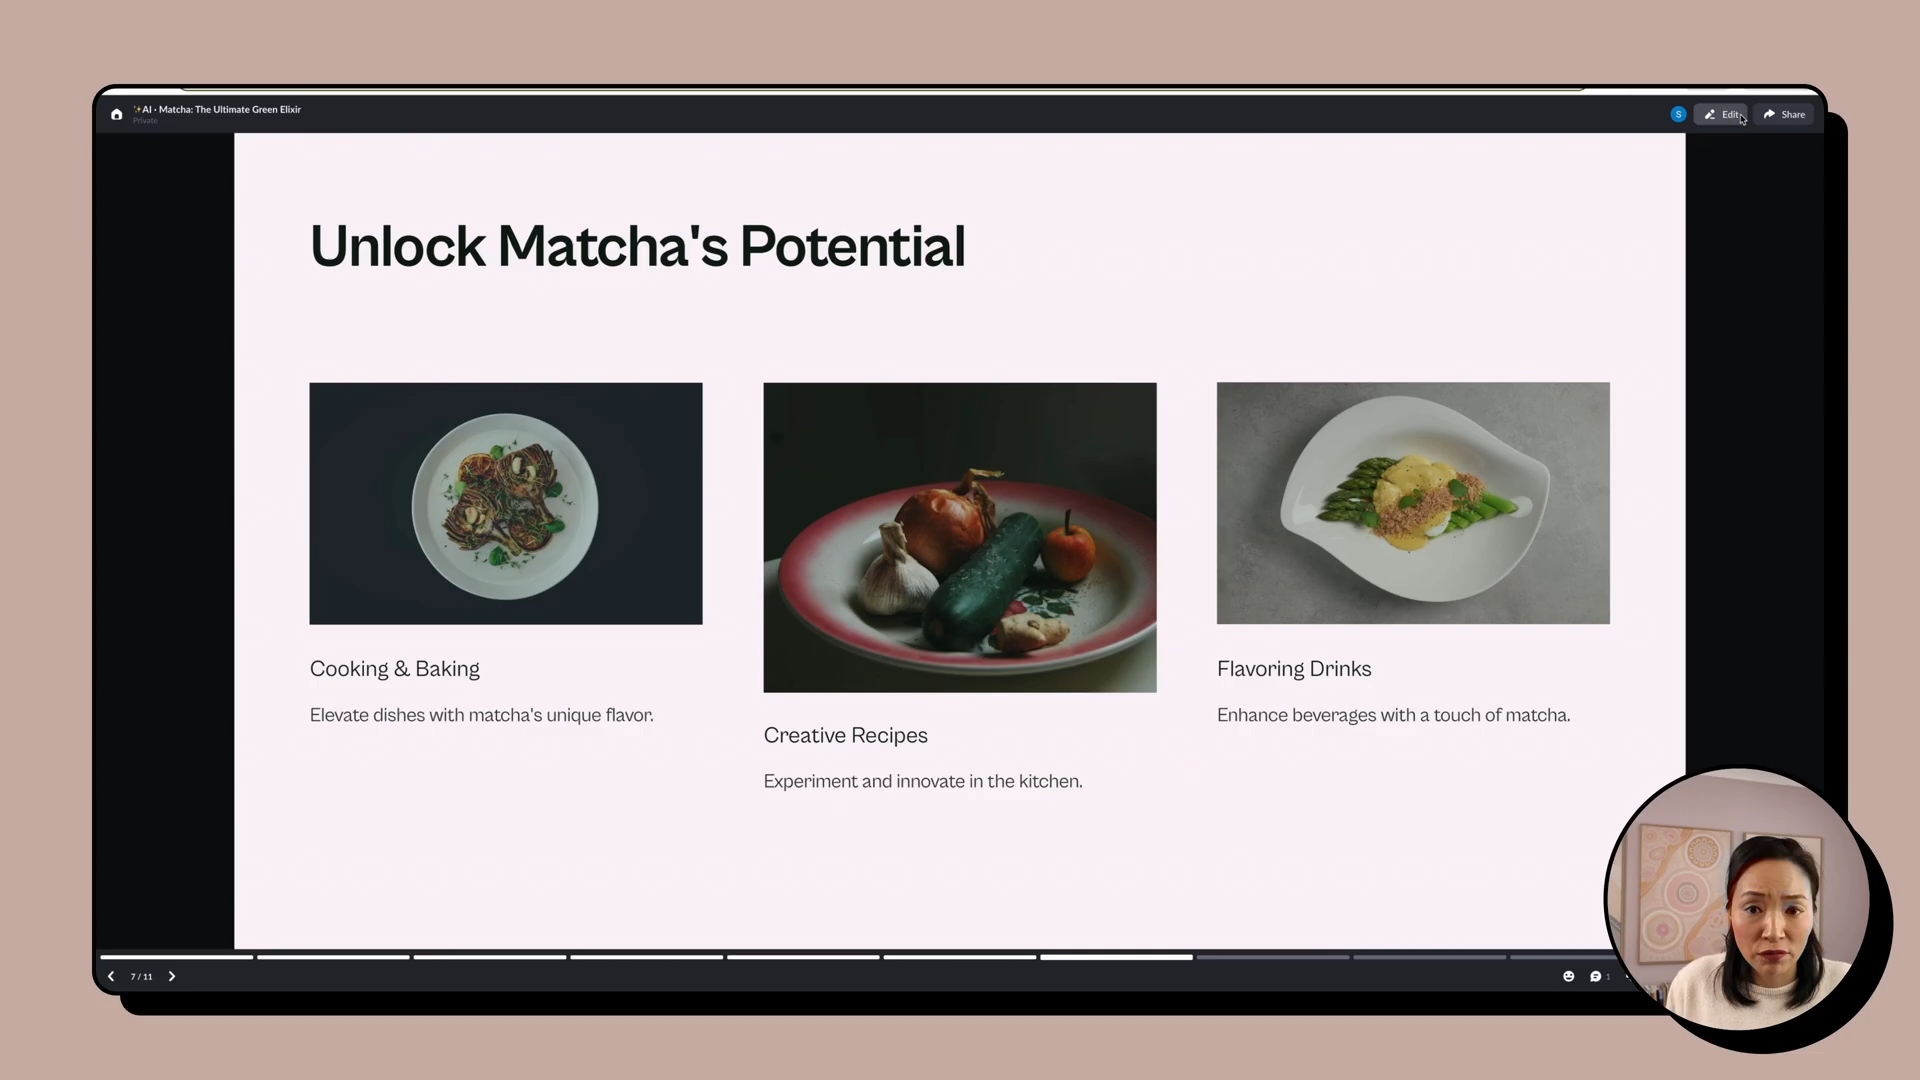 ✨AI · Matcha: The Ultimate Green Elixir
Private
S
Edit
Share
Unlock Matcha's Potential
Cooking & Baking
Elevate dishes with matcha's unique flavor.
Creative Recipes
Experiment and innovate in the kitchen.
Flavoring Drinks
Enhance beverages with a touch of matcha.
7 / 11
1